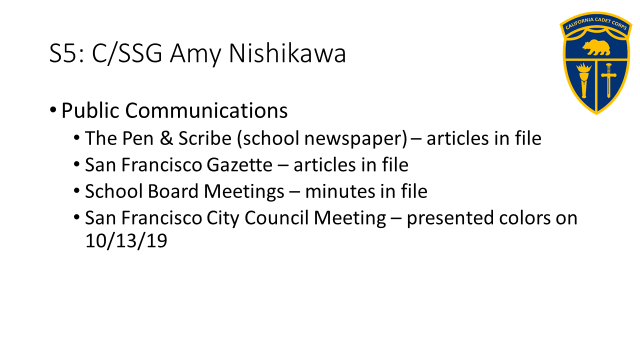 S5: C/SSG Amy Nishikawa
CALIFORNIA CADET CORPS
• Public Communications
• The Pen & Scribe (school newspaper) – articles in file
• San Francisco Gazette – articles in file
• School Board Meetings – minutes in file
• San Francisco City Council Meeting – presented colors on
10/13/19